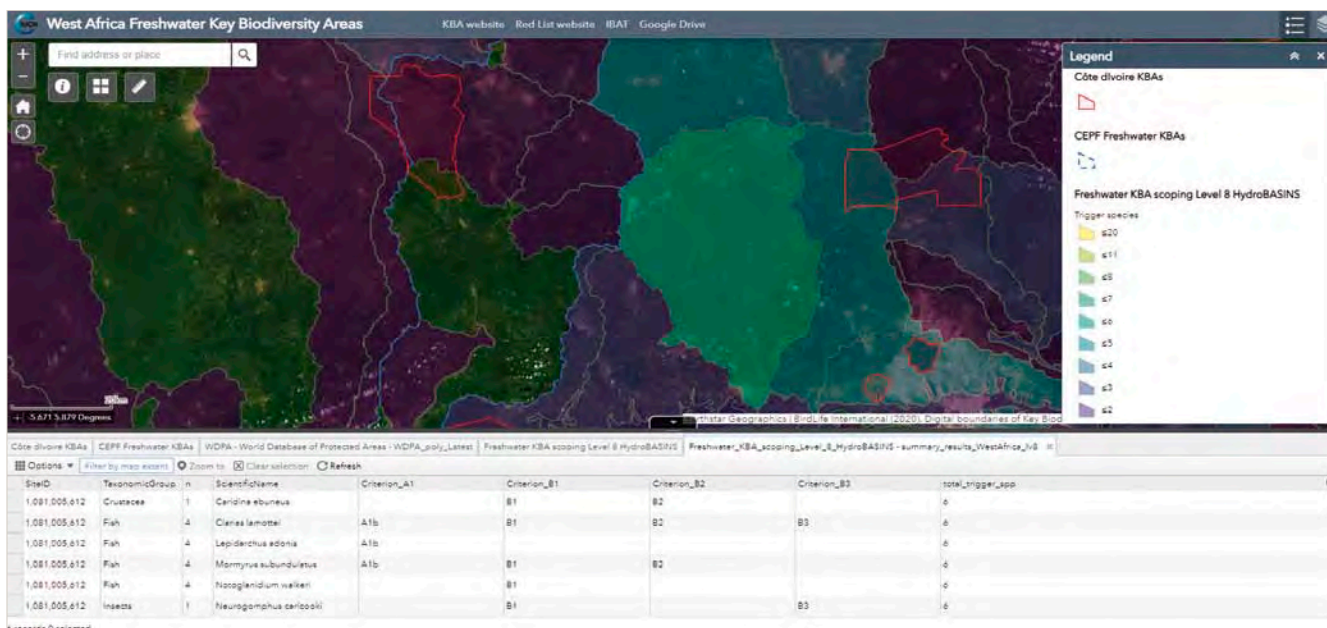 West Africa Freshwater Key Biodiversity Areas KBA website Red List website IBAT Google Drive
Find address or place
Legend
Côte dIvoire KBAs
CEPF Freshwater KBAs
Freshwater KBA scoping Level 8 HydroBASINS
Trigger species
≤20
≤11
≤8
≤7
≤6
≤5
≤4
≤3
≤2
20km
-5.671 5.879 Degrees
rthstar Geographics | BirdLife International (2020). Digital boundaries of Key Biod
Côte dIvoire KBAs CEPF Freshwater KBAs WDPA - World Database of Protected Areas - WDPA_poly_Latest Freshwater KBA scoping Level 8 HydroBASINS Freshwater_KBA_scoping_Level_8_HydroBASINS - summary_results_WestAfrica_lv8
Options Filter by map extent Zoom to Clear selection Refresh
SiteID TaxonomicGroup n ScientificName Criterion_A1 Criterion_B1 Criterion_B2 Criterion_B3 total_trigger_spp
1,081,005,612 Crustacea 1 Caridina ebuneus B1 B2 6
1,081,005,612 Fish 4 Clarias lamottei A1b B1 B2 B3 6
1,081,005,612 Fish 4 Lepidarchus adonis A1b 6
1,081,005,612 Fish 4 Mormyrus subundulatus A1b B1 B2 6
1,081,005,612 Fish 4 Notoglanidium walkeri B1 6
1,081,005,612 Insects 1 Neurogomphus carlcooki B1 B3 6